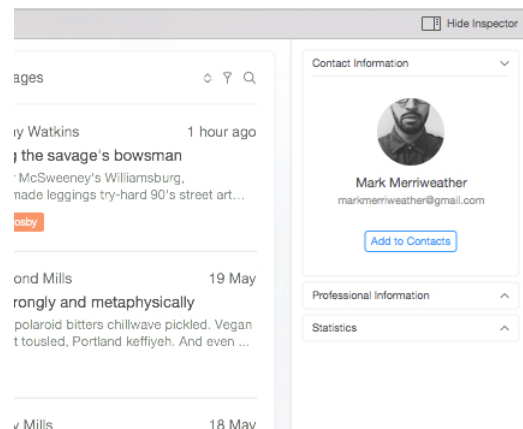 Hide Inspector
ages
y Watkins
1 hour ago
g the savage's bowsman
McSweeney's Williamsburg,
made leggings try-hard 90's street art...
osby
ond Mills
19 May
rongly and metaphysically
polaroid bitters chillwave pickled. Vegan
t tousled, Portland keffiyeh. And even ...
y Mills
18 May
Contact Information
Mark Merriweather
markmerriweather@gmail.com
Add to Contacts
Professional Information
Statistics